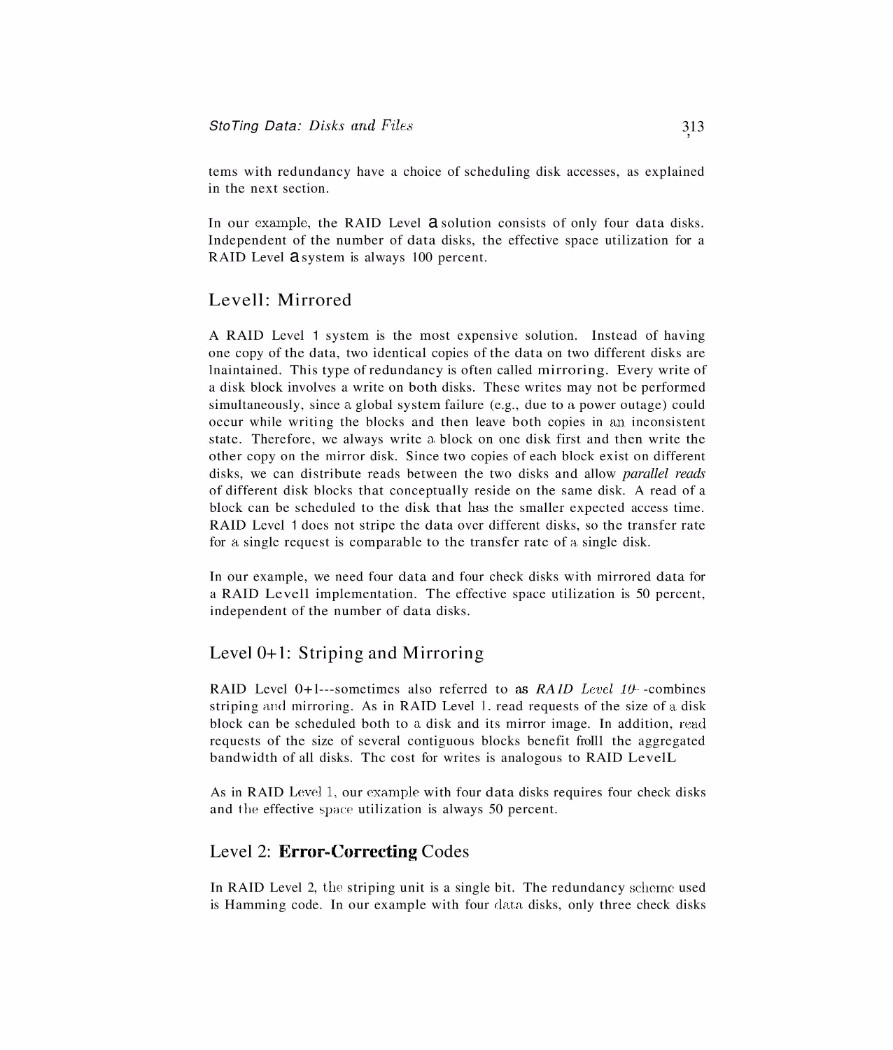 StoTing Data: Disks and Files 313
,
tems with redundancy have a choice of scheduling disk accesses, as explained
in the next section.
In our example, the RAID Level a solution consists of only four data disks.
Independent of the number of data disks, the effective space utilization for a
RAID Level a system is always 100 percent.
Levell: Mirrored
A RAID Level 1 system is the most expensive solution. Instead of having
one copy of the data, two identical copies of the data on two different disks are
lnaintained. This type of redundancy is often called mirroring. Every write of
a disk block involves a write on both disks. These writes may not be performed
simultaneously, since a global system failure (e.g., due to a power outage) could
occur while writing the blocks and then leave both copies in an inconsistent
state. Therefore, we always write a block on one disk first and then write the
other copy on the mirror disk. Since two copies of each block exist on different
disks, we can distribute reads between the two disks and allow parallel reads
of different disk blocks that conceptually reside on the same disk. A read of a
block can be scheduled to the disk that has the smaller expected access time.
RAID Level 1 does not stripe the data over different disks, so the transfer rate
for a single request is comparable to the transfer rate of a single disk.
In our example, we need four data and four check disks with mirrored data for
a RAID Levell implementation. The effective space utilization is 50 percent,
independent of the number of data disks.
Level 0+1: Striping and Mirroring
RAID Level 0+1---sometimes also referred to as RAID Level 10- -combines
striping and mirroring. As in RAID Level 1. read requests of the size of a disk
block can be scheduled both to a disk and its mirror image. In addition, read
requests of the size of several contiguous blocks benefit frolll the aggregated
bandwidth of all disks. The cost for writes is analogous to RAID LevelL
As in RAID Level 1, our example with four data disks requires four check disks
and the effective space utilization is always 50 percent.
Level 2: Error-Correcting Codes
In RAID Level 2, the striping unit is a single bit. The redundancy scheme used
is Hamming code. In our example with four data disks, only three check disks